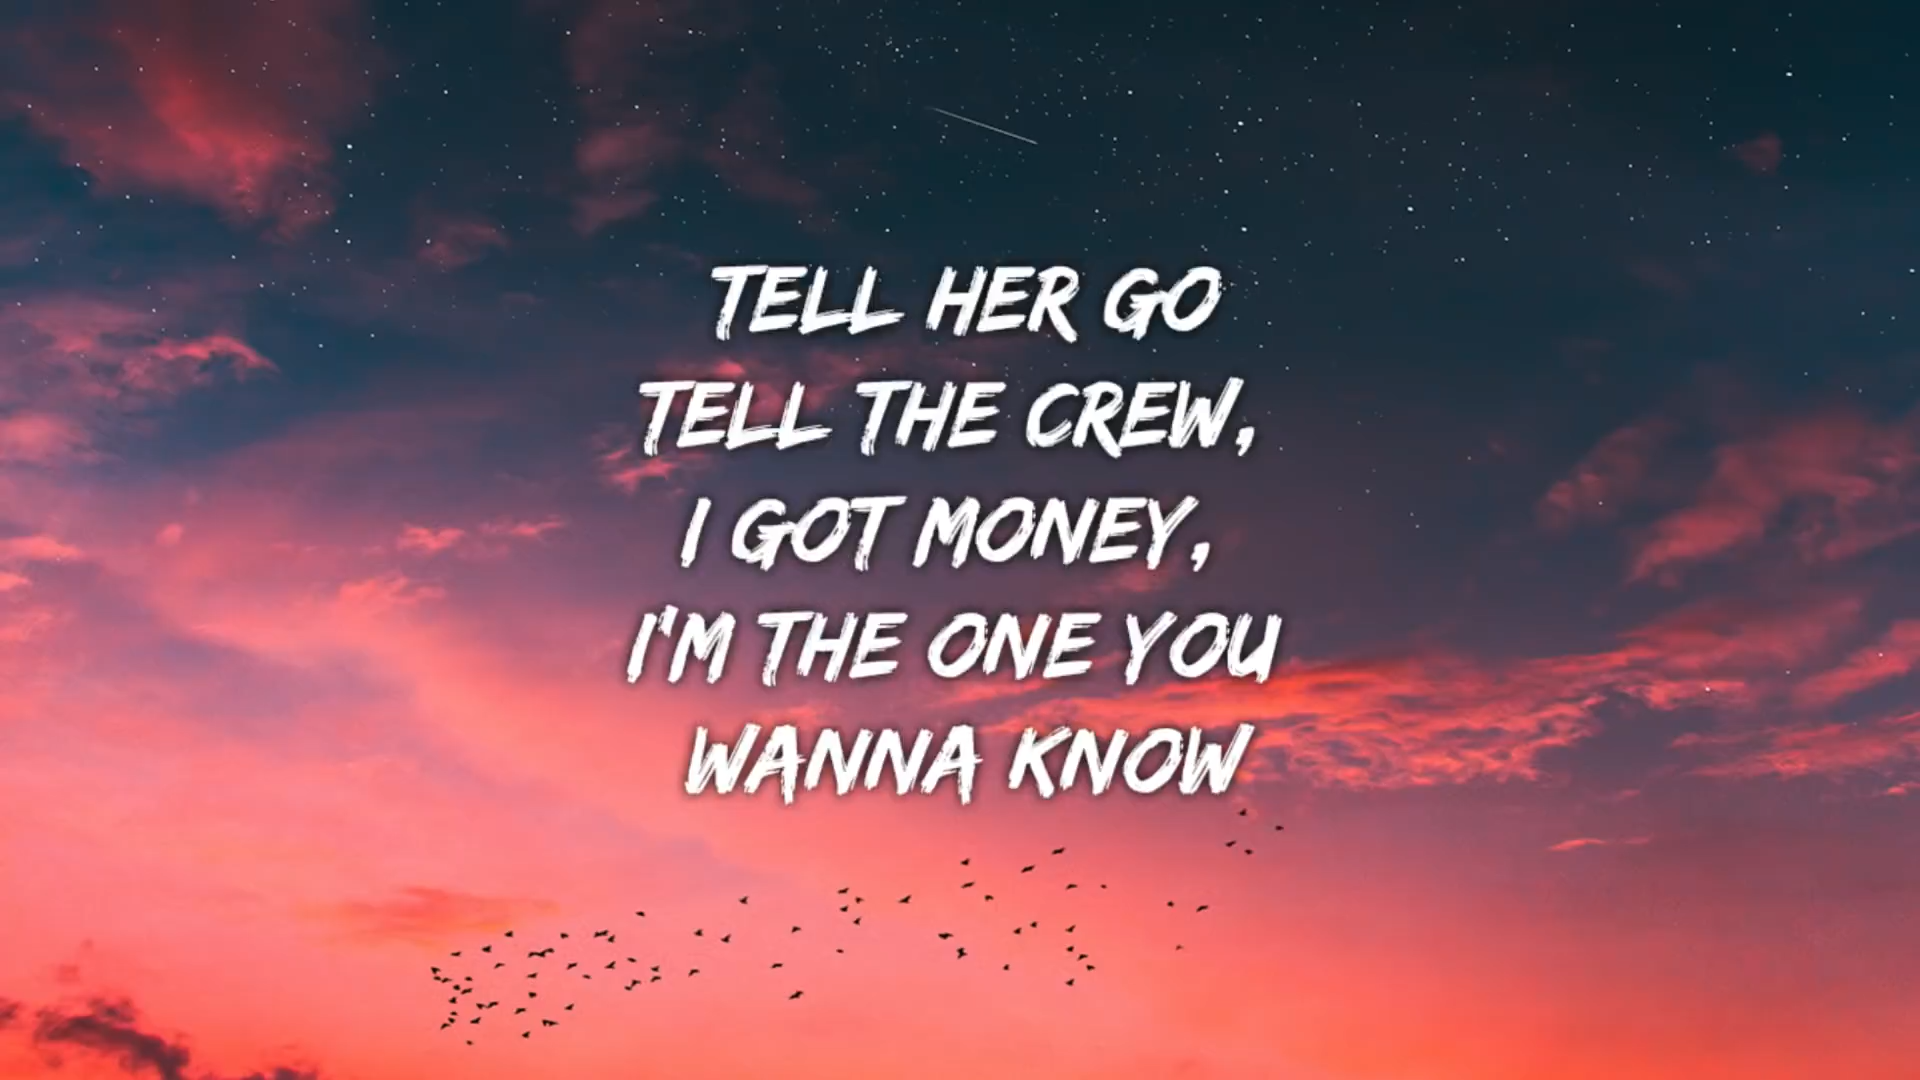 TELL HER GO
TELL THE CREW,
I GOT MONEY,
I'M THE ONE YOU
WANNA KNOW